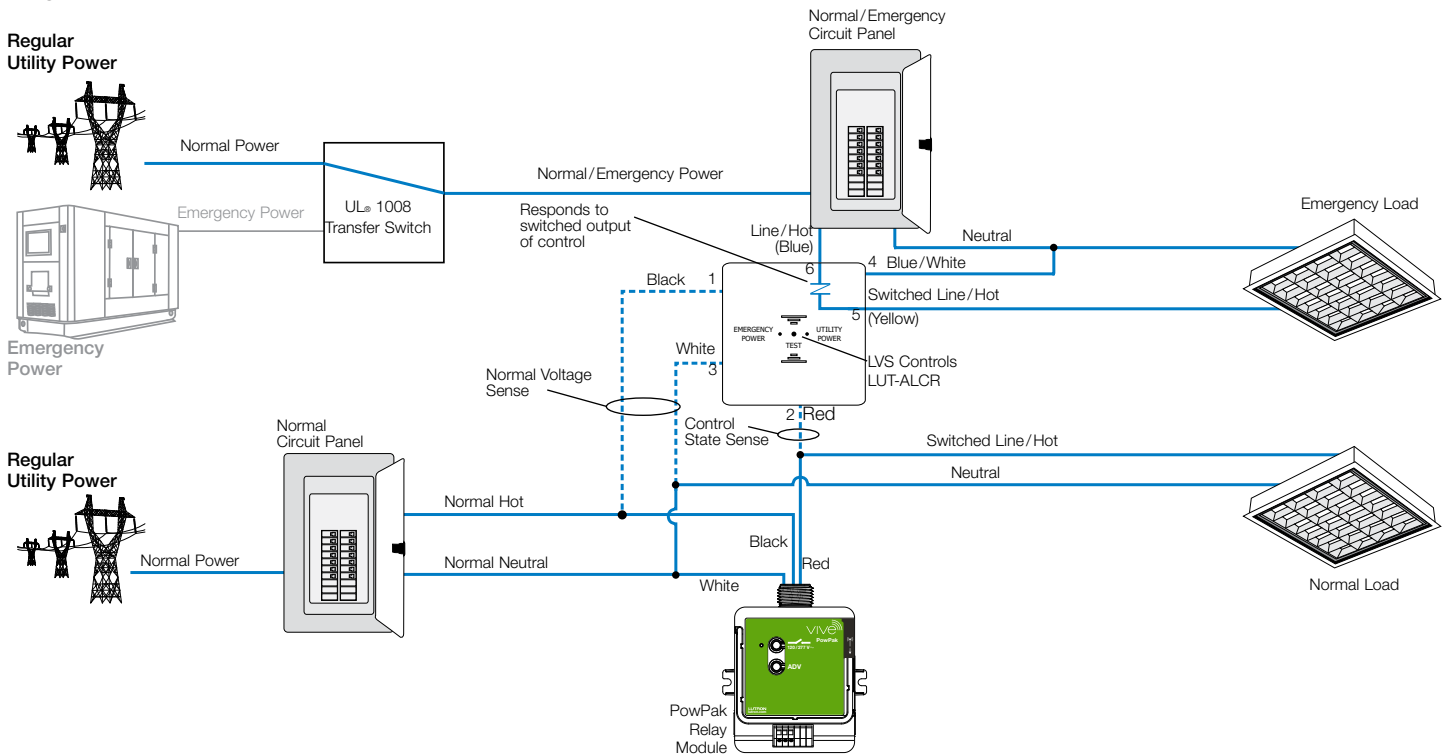 Regular
Utility Power
Normal Power
Emergency Power
UL® 1008
Transfer Switch
Emergency
Power
Normal/Emergency Power
Normal/Emergency
Circuit Panel
Responds to
switched output
of control
Line/Hot
(Blue)
Neutral
Emergency Load
6
4
Blue/White
Black
1
Switched Line/Hot
5
(Yellow)
EMERGENCY
POWER
UTILITY
POWER
TEST
White
3
LVS Controls
LUT-ALCR
Normal Voltage
Sense
2
Red
Control
State Sense
Normal
Circuit Panel
Switched Line/Hot
Neutral
Regular
Utility Power
Normal Hot
Black
Red
Normal Power
Normal Neutral
White
Normal Load
VIVE
PowPak
120 / 277 V~
ADV
LUTRON
PowPak
Relay
Module